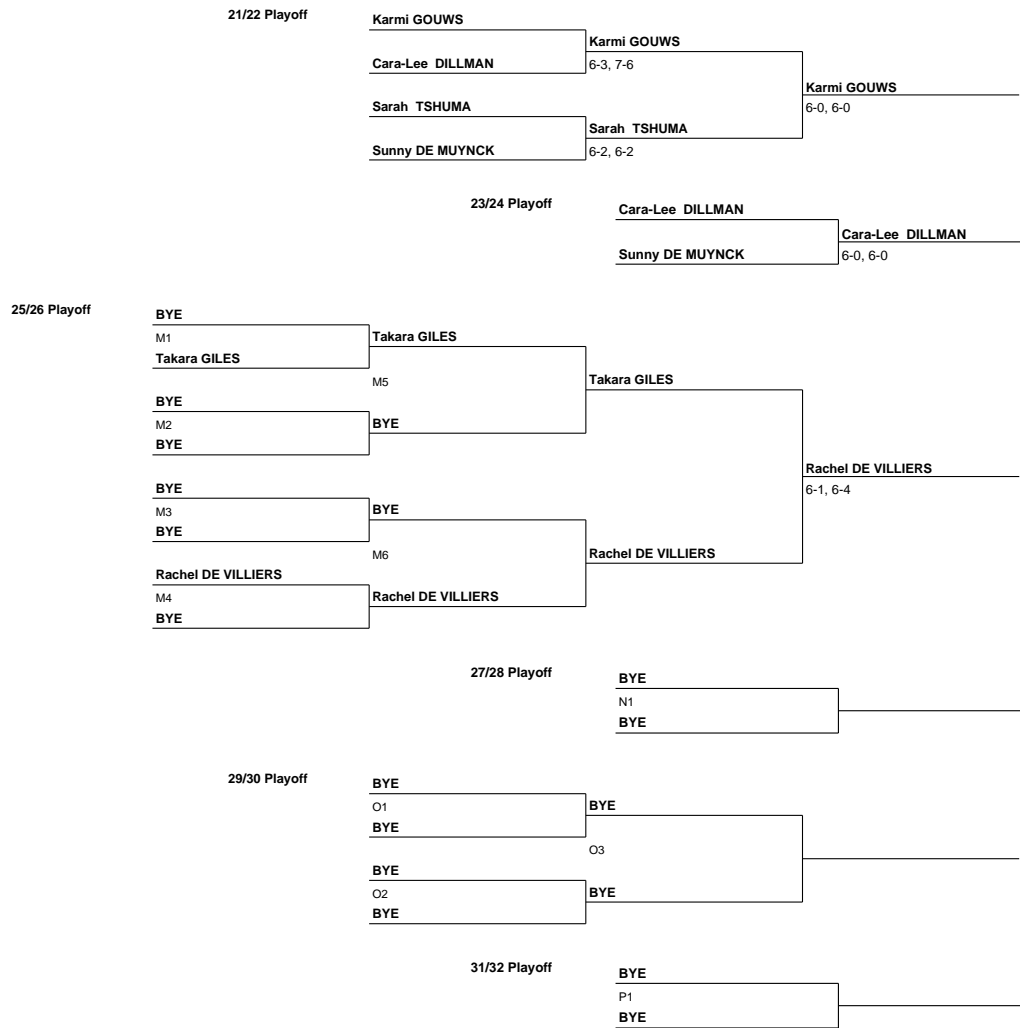 21/22 Playoff
Karmi GOUWS
Karmi GOUWS
Cara-Lee DILLMAN
6-3, 7-6
Karmi GOUWS
Sarah TSHUMA
6-0, 6-0
Sarah TSHUMA
Sunny DE MUYNCK
6-2, 6-2
23/24 Playoff
Cara-Lee DILLMAN
Cara-Lee DILLMAN
Sunny DE MUYNCK
6-0, 6-0
25/26 Playoff
BYE
M1
Takara GILES
Takara GILES
M5
Takara GILES
BYE
M2
BYE
BYE
Rachel DE VILLIERS
6-1, 6-4
BYE
M3
BYE
BYE
M6
Rachel DE VILLIERS
Rachel DE VILLIERS
M4
Rachel DE VILLIERS
BYE
27/28 Playoff
BYE
N1
BYE
29/30 Playoff
BYE
O1
BYE
BYE
O3
BYE
O2
BYE
BYE
31/32 Playoff
BYE
P1
BYE